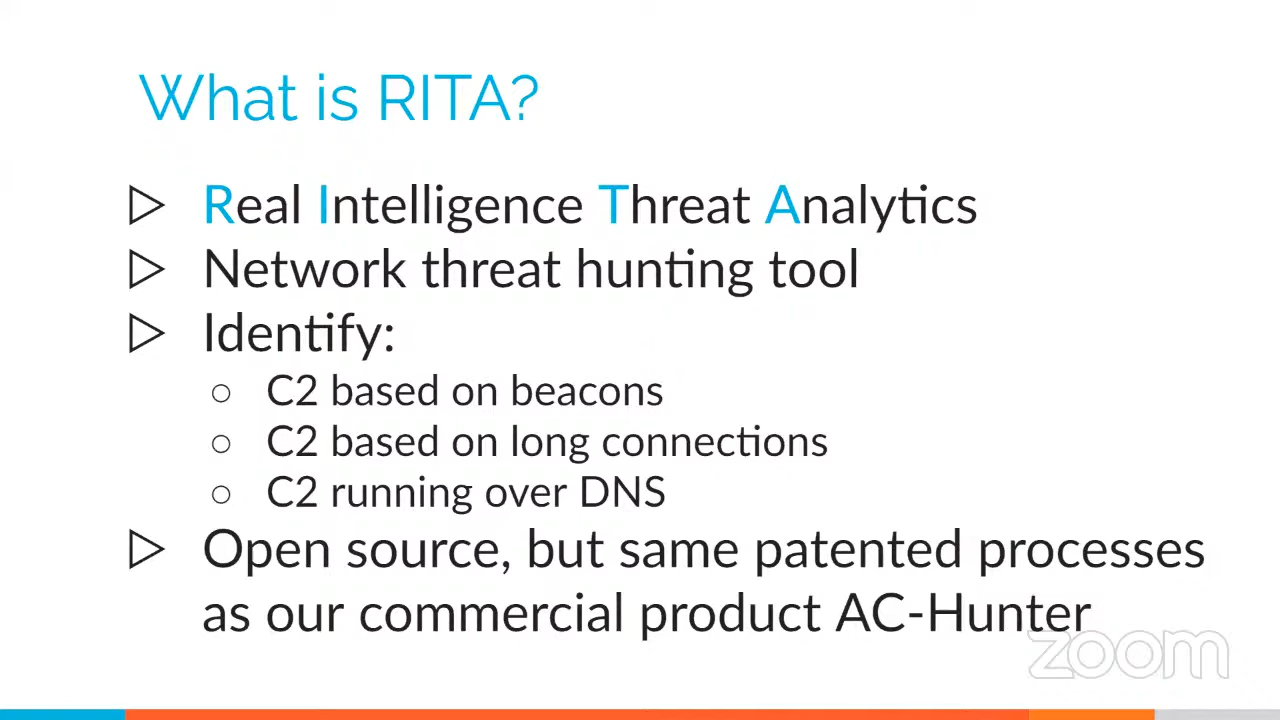 What is RITA?
Real Intelligence Threat Analytics
Network threat hunting tool
Identify:
C2 based on beacons
C2 based on long connections
C2 running over DNS
Open source, but same patented processes
as our commercial product AC-Hunter
zoom